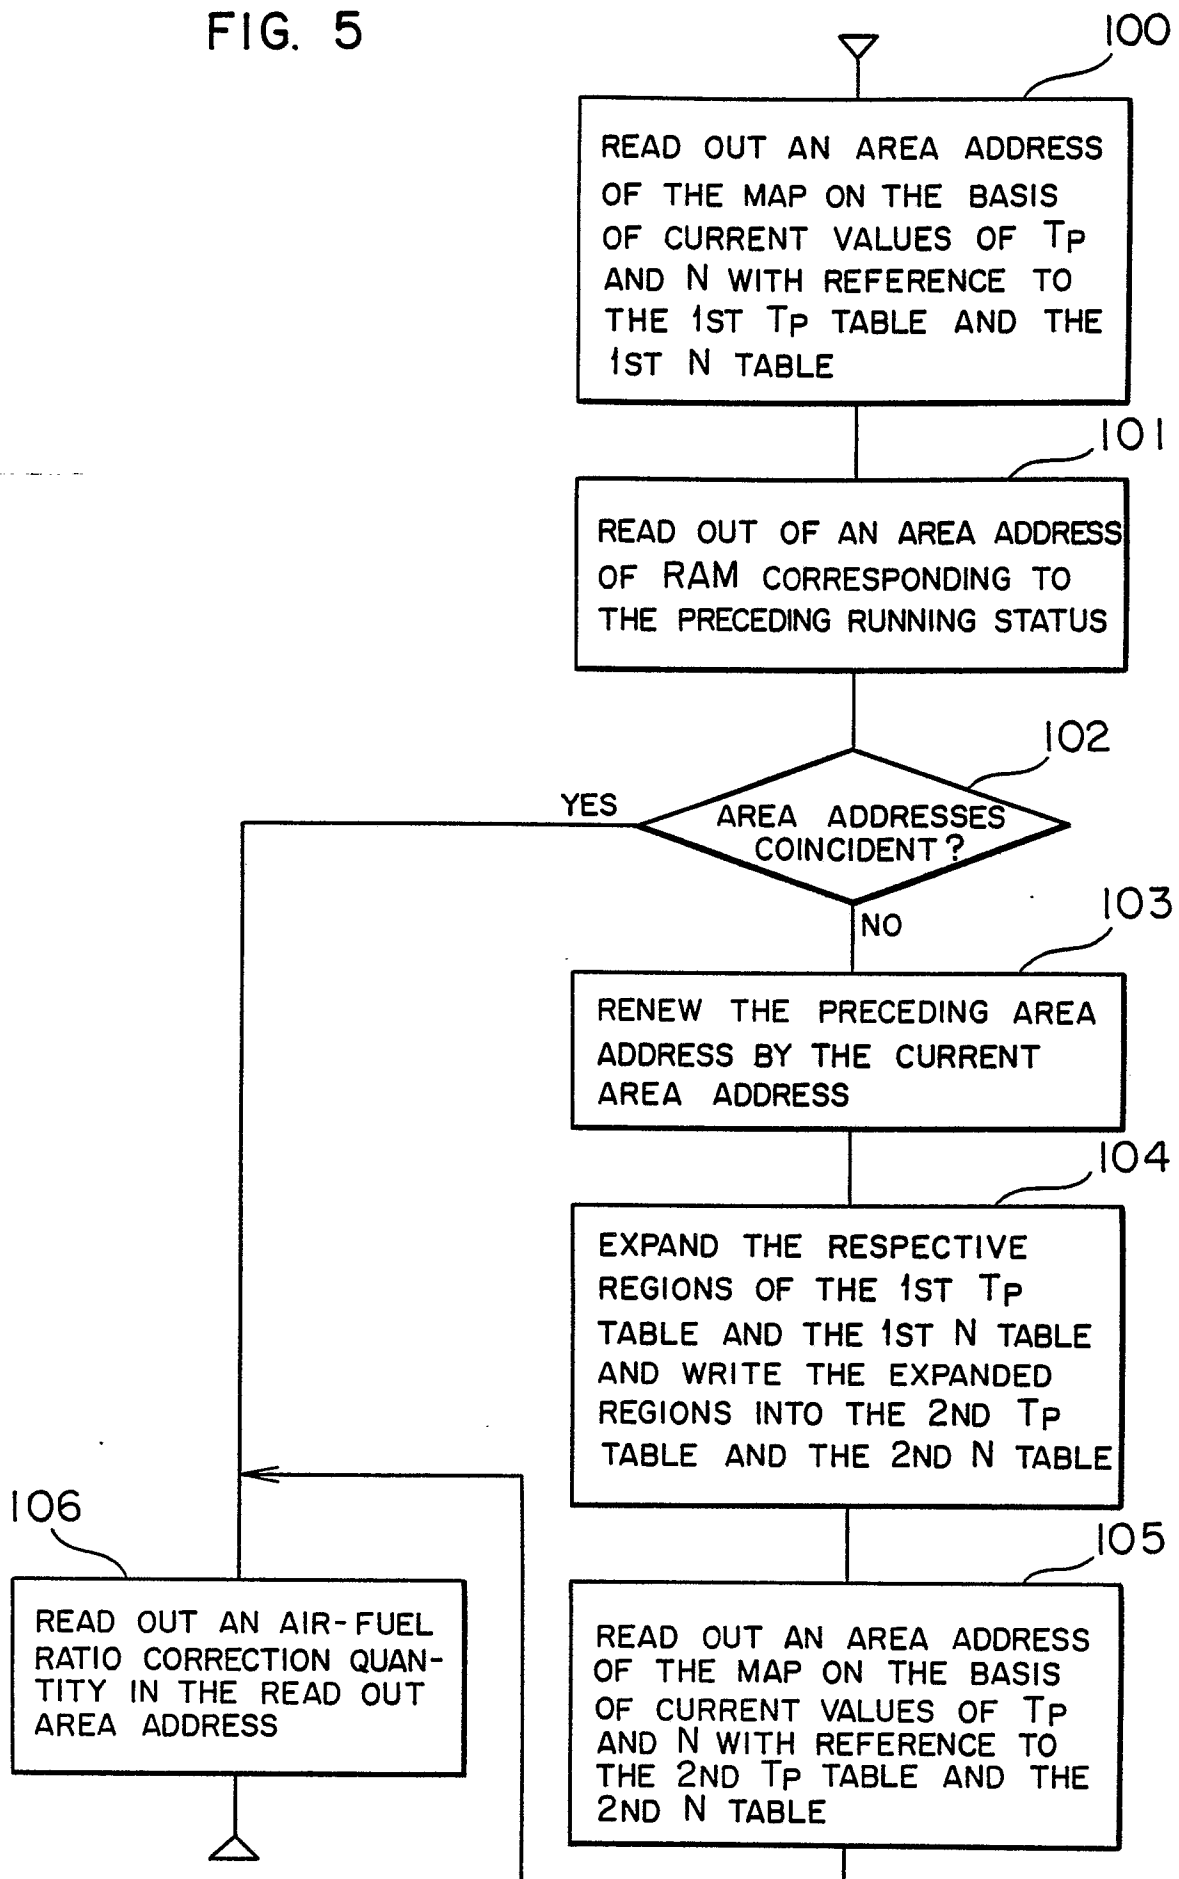 FIG. 5
100
READ OUT AN AREA ADDRESS
OF THE MAP ON THE BASIS
OF CURRENT VALUES OF TP
AND N WITH REFERENCE TO
THE 1ST TP TABLE AND THE
1ST N TABLE
101
READ OUT OF AN AREA ADDRESS
OF RAM CORRESPONDING TO
THE PRECEDING RUNNING STATUS
102
YES
AREA ADDRESSES
COINCIDENT?
NO
103
RENEW THE PRECEDING AREA
ADDRESS BY THE CURRENT
AREA ADDRESS
104
EXPAND THE RESPECTIVE
REGIONS OF THE 1ST TP
TABLE AND THE 1ST N TABLE
AND WRITE THE EXPANDED
REGIONS INTO THE 2ND TP
TABLE AND THE 2ND N TABLE
105
READ OUT AN AREA ADDRESS
OF THE MAP ON THE BASIS
OF CURRENT VALUES OF TP
AND N WITH REFERENCE TO
THE 2ND TP TABLE AND THE
2ND N TABLE
106
READ OUT AN AIR-FUEL
RATIO CORRECTION QUAN-
TITY IN THE READ OUT
AREA ADDRESS